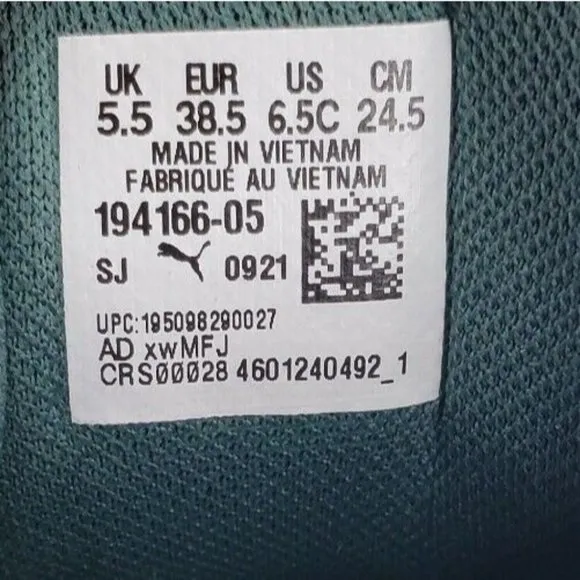 UK EUR US CM
5.5 38.5 6.5C 24.5
MADE IN VIETNAM
FABRIQUÉ AU VIETNAM
194166-05
SJ 0921
UPC:195098290027
AD xwMFJ
CRS00028 4601240492_1